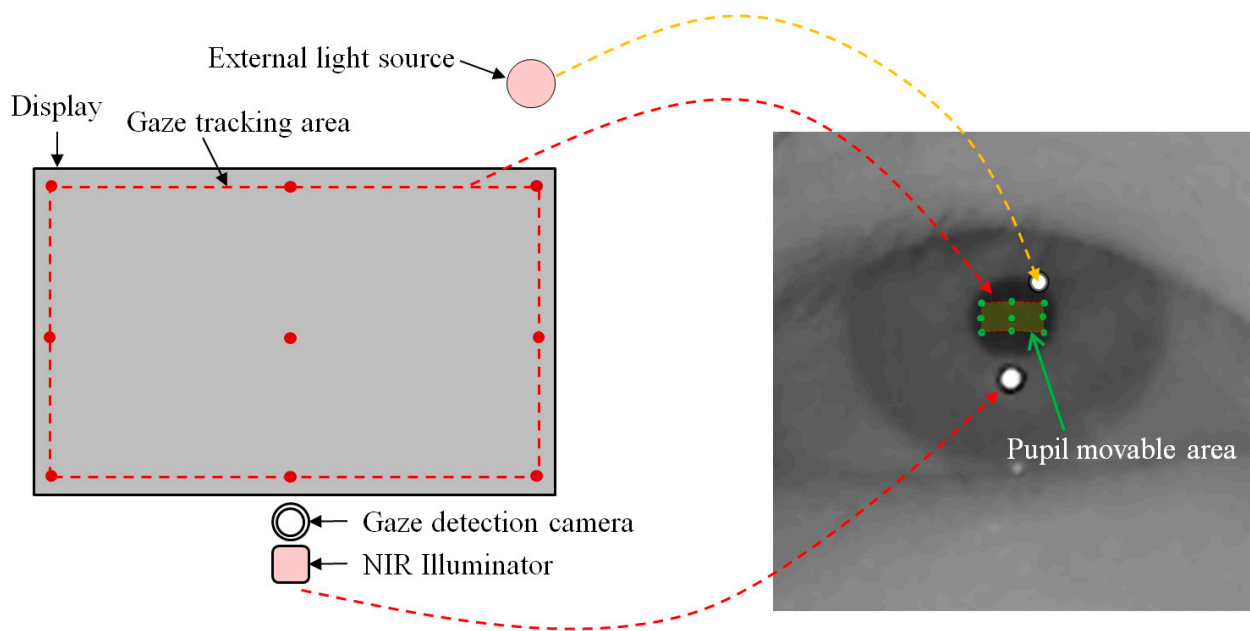 External light source
Display
Gaze tracking area
Pupil movable area
Gaze detection camera
NIR Illuminator